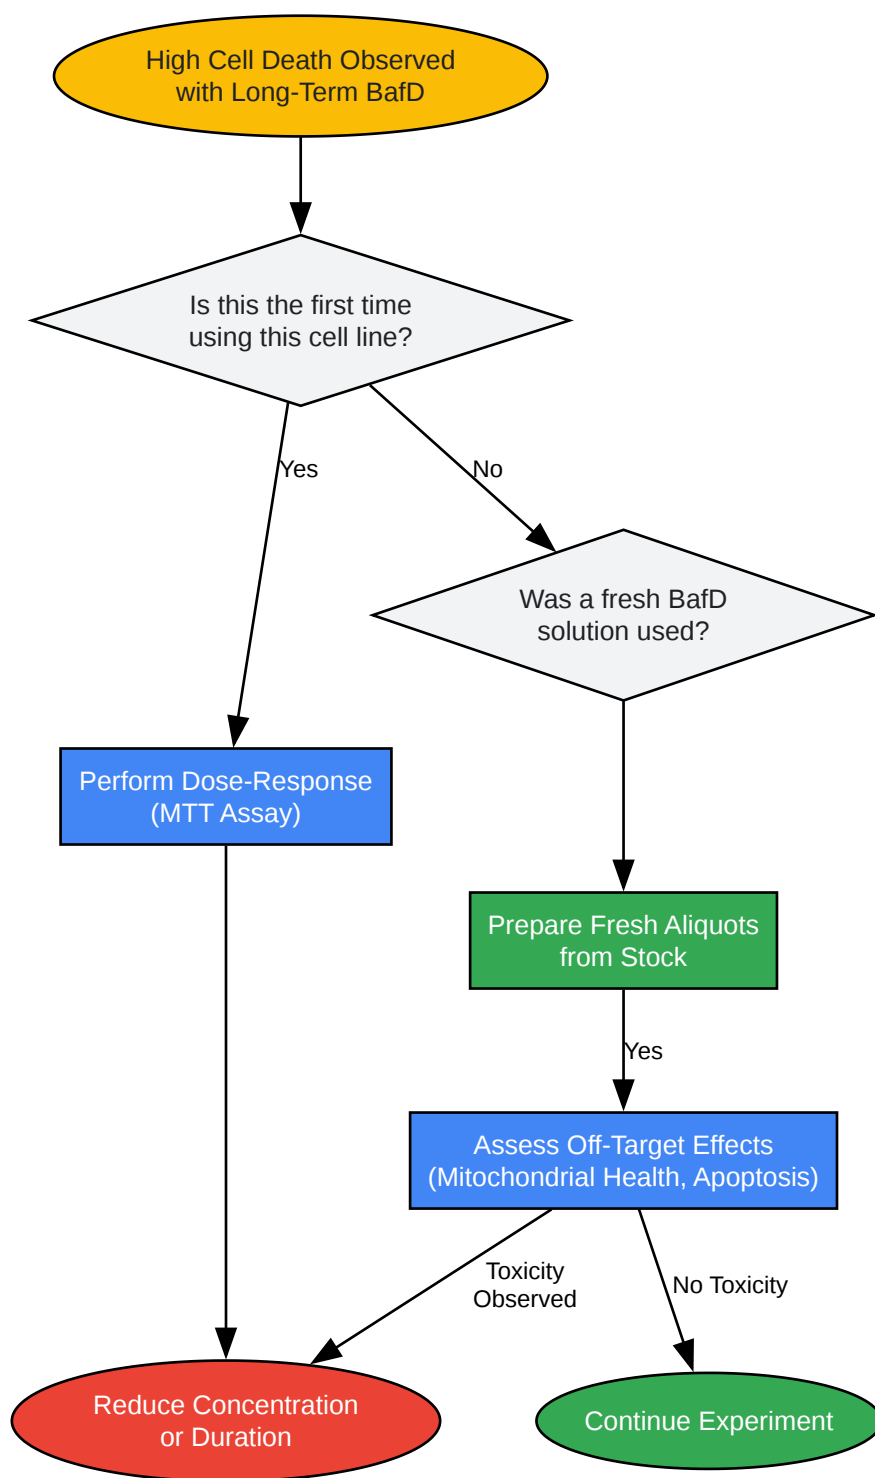 High Cell Death Observed
with Long-Term BafD
Is this the first time
using this cell line?
Yes
No
Was a fresh BafD
solution used?
Perform Dose-Response
(MTT Assay)
Prepare Fresh Aliquots
from Stock
Yes
Assess Off-Target Effects
(Mitochondrial Health, Apoptosis)
Toxicity
Observed
No Toxicity
Reduce Concentration
or Duration
Continue Experiment